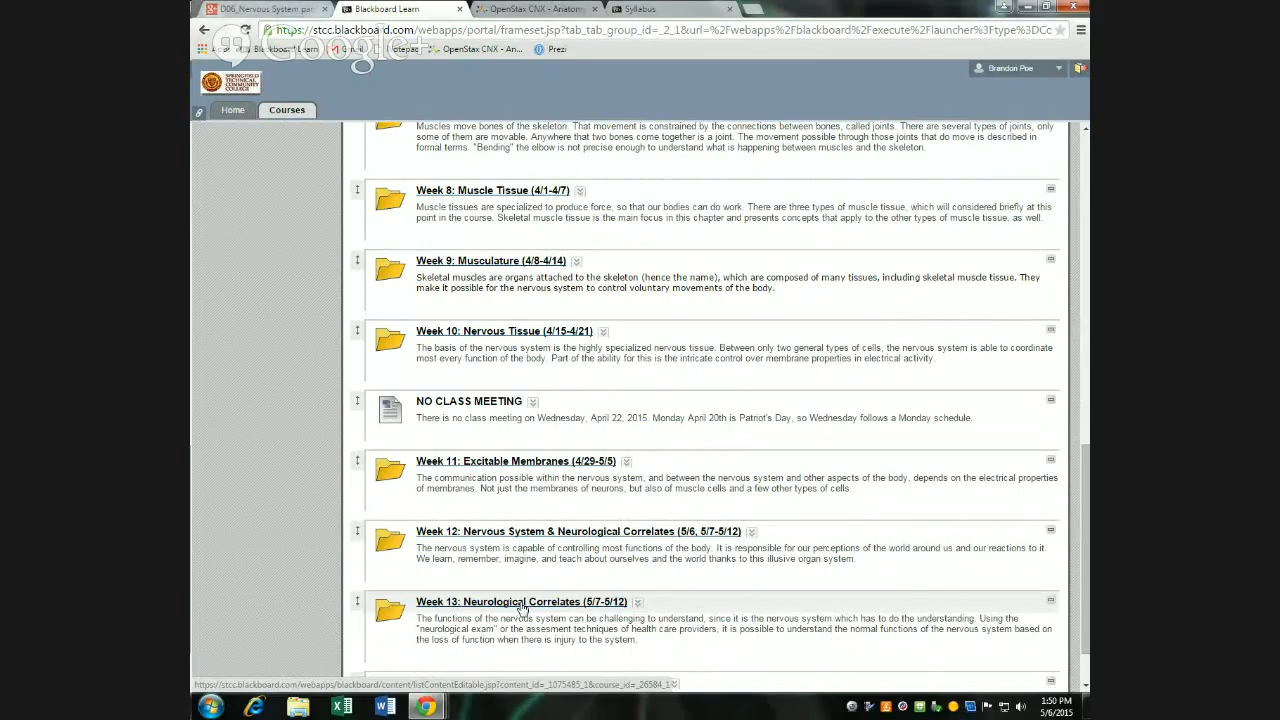 D06_Nervous System par
Blackboard Learn
OpenStax CNX - Anatomy
Syllabus
https://stcc.blackboard.com/webapps/portal/frameset.jsp?tab_tab_group_id=_2_1&url=%2Fwebapps%2Fblackboard%2Fexecute%2Flauncher%3Ftype%3DCo
Google+
Blackboard Learn
OpenStax CNX - An...
Prezi
SPRINGFIELD
TECHNICAL
COMMUNITY
COLLEGE
Brandon Poe
Home
Courses
Muscles move bones of the skeleton. That movement is constrained by the connections between bones, called joints. There are several types of joints, only
some of them are movable. Anywhere that two bones come together is a joint. The movement possible through those joints that do move is described in
formal terms. "Bending" the elbow is not precise enough to understand what is happening between muscles and the skeleton.
Week 8: Muscle Tissue (4/1-4/7)
Muscle tissues are specialized to produce force, so that our bodies can do work. There are three types of muscle tissue, which will considered briefly at this
point in the course. Skeletal muscle tissue is the main focus in this chapter and presents concepts that apply to the other types of muscle tissue, as well.
Week 9: Musculature (4/8-4/14)
Skeletal muscles are organs attached to the skeleton (hence the name), which are composed of many tissues, including skeletal muscle tissue. They
make it possible for the nervous system to control voluntary movements of the body.
Week 10: Nervous Tissue (4/15-4/21)
The basis of the nervous system is the highly specialized nervous tissue. Between only two general types of cells, the nervous system is able to coordinate
most every function of the body. Part of the ability for this is the intricate control over membrane properties in electrical activity.
NO CLASS MEETING
There is no class meeting on Wednesday, April 22, 2015. Monday April 20th is Patriot's Day, so Wednesday follows a Monday schedule.
Week 11: Excitable Membranes (4/29-5/5)
The communication possible within the nervous system, and between the nervous system and other aspects of the body, depends on the electrical properties
of membranes. Not just the membranes of neurons, but also of muscle cells and a few other types of cells.
Week 12: Nervous System & Neurological Correlates (5/6, 5/7-5/12)
The nervous system is capable of controlling most functions of the body. It is responsible for our perceptions of the world around us and our reactions to it.
We learn, remember, imagine, and teach about ourselves and the world thanks to this illusive organ system.
Week 13: Neurological Correlates (5/7-5/12)
The functions of the nervous system can be challenging to understand, since it is the nervous system which has to do the understanding. Using the
"neurological exam" or the assesment techniques of health care providers, it is possible to understand the normal functions of the nervous system based on
the loss of function when there is injury to the system.
https://stcc.blackboard.com/webapps/blackboard/content/listContentEditable.jsp?content_id=_1075485_1&course_id=_26584_1
1:50 PM
5/6/2015